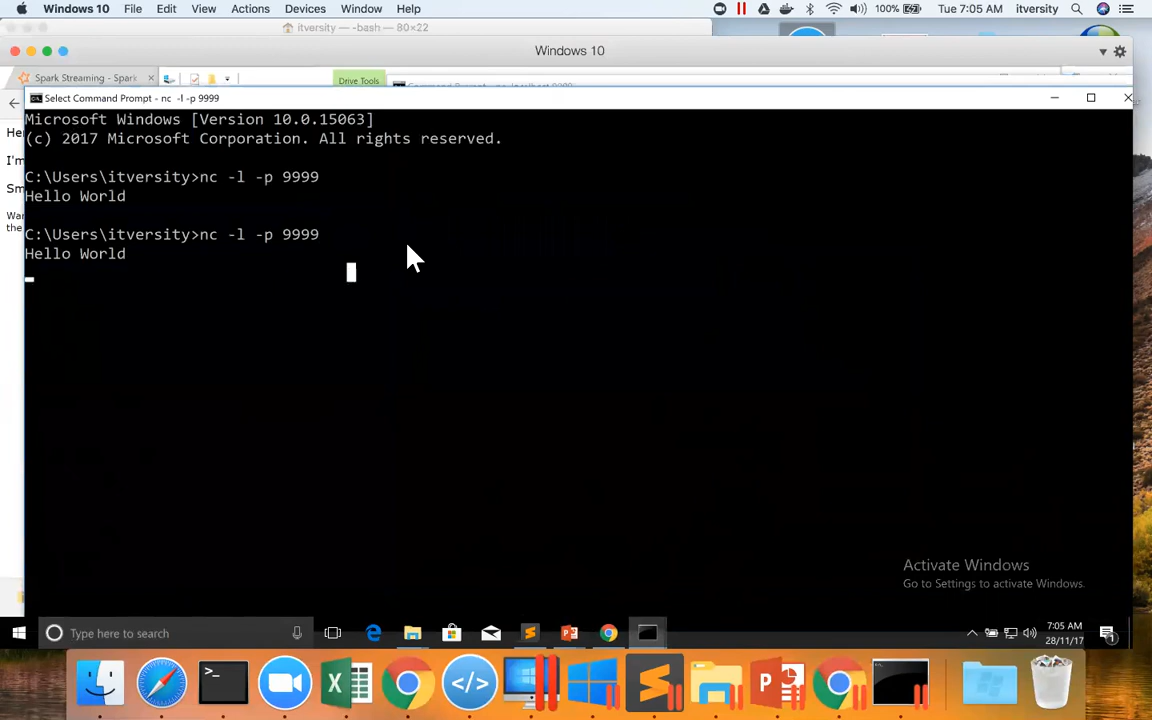 Windows 10 File Edit View Actions Devices Window Help 100% Tue 7:05 AM itversity
itversity — -bash — 80×22
Windows 10
Spark Streaming - Spark
Drive Tools
Select Command Prompt - nc -l -p 9999
Microsoft Windows [Version 10.0.15063]
(c) 2017 Microsoft Corporation. All rights reserved.
C:\Users\itversity>nc -l -p 9999
Hello World
C:\Users\itversity>nc -l -p 9999
Hello World
I'm
Activate Windows
Go to Settings to activate Windows.
Type here to search
7:05 AM
28/11/17
1